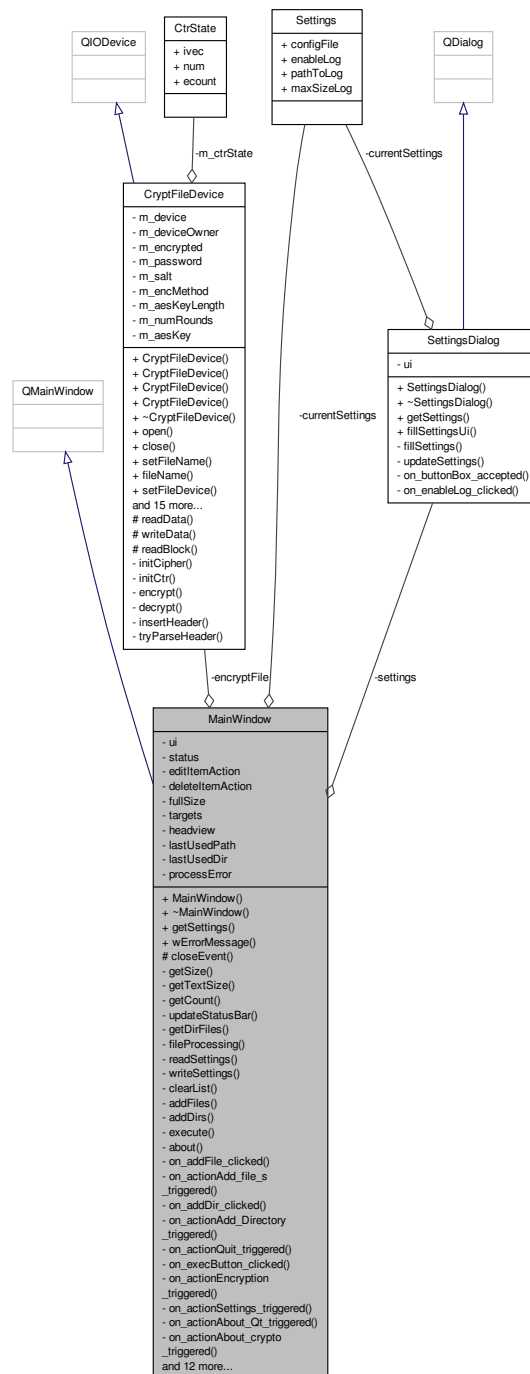 CtrState
+ ivec
+ num
+ ecount
Settings
+ configFile
+ enableLog
+ pathToLog
+ maxSizeLog
QIODevice
QDialog
-m_ctrState
-currentSettings
CryptFileDevice
- m_device
- m_deviceOwner
- m_encrypted
- m_password
- m_salt
- m_encMethod
- m_aesKeyLength
- m_numRounds
- m_aesKey
+ CryptFileDevice()
+ CryptFileDevice()
+ CryptFileDevice()
+ CryptFileDevice()
+ ~CryptFileDevice()
+ open()
+ close()
+ setFileName()
+ fileName()
+ setFileDevice()
and 15 more...
# readData()
# writeData()
# readBlock()
- initCipher()
- initCtr()
- encrypt()
- decrypt()
- insertHeader()
- tryParseHeader()
SettingsDialog
- ui
+ SettingsDialog()
+ ~SettingsDialog()
+ getSettings()
+ fillSettingsUi()
- fillSettings()
- updateSettings()
- on_buttonBox_accepted()
- on_enableLog_clicked()
QMainWindow
-currentSettings
-encryptFile
-settings
MainWindow
- ui
- status
- editItemAction
- deleteItemAction
- fullSize
- targets
- headview
- lastUsedPath
- lastUsedDir
- processError
+ MainWindow()
+ ~MainWindow()
+ getSettings()
+ wErrorMessage()
# closeEvent()
- getSize()
- getTextSize()
- getCount()
- updateStatusBar()
- getDirFiles()
- fileProcessing()
- readSettings()
- writeSettings()
- clearList()
- addFiles()
- addDirs()
- execute()
- about()
- on_addFile_clicked()
- on_actionAdd_file_s
_triggered()
- on_addDir_clicked()
- on_actionAdd_Directory
_triggered()
- on_actionQuit_triggered()
- on_execButton_clicked()
- on_actionEncryption
_triggered()
- on_actionSettings_triggered()
- on_actionAbout_Qt_triggered()
- on_actionAbout_crypto
_triggered()
and 12 more...